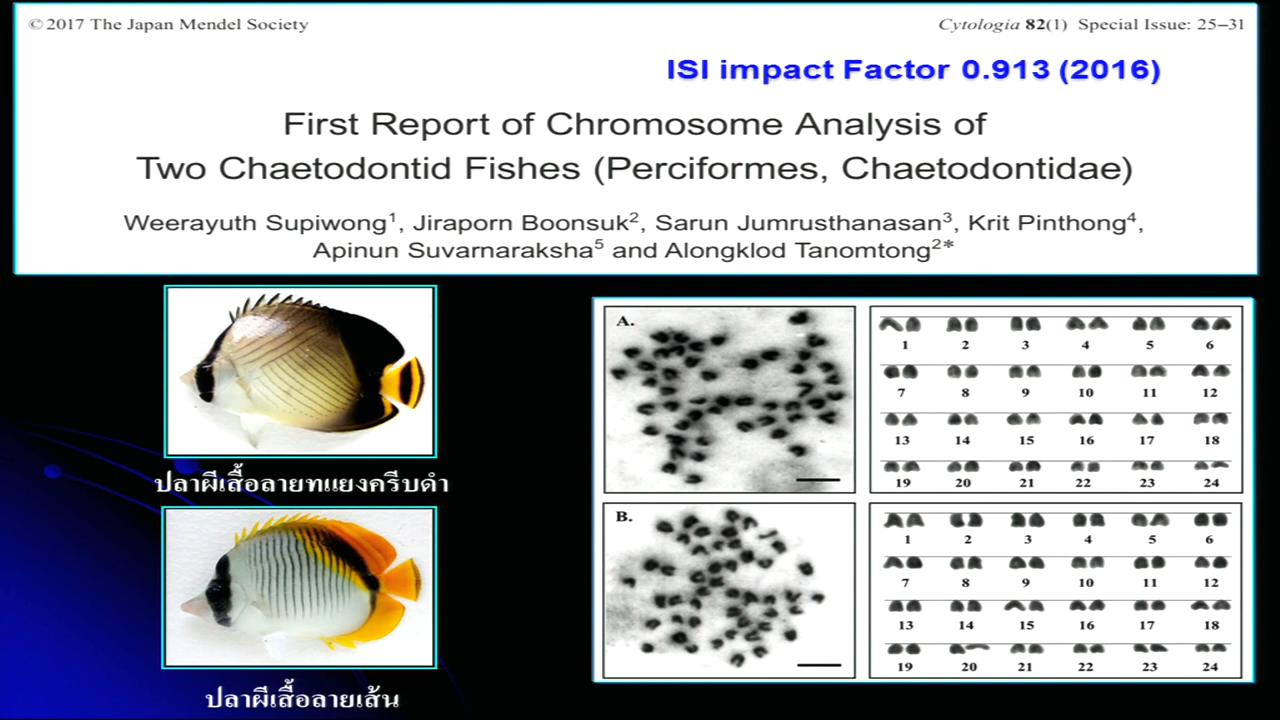 ©2017 The Japan Mendel Society
Cytologia 82(1) Special Issue: 25–31
ISI impact Factor 0.913 (2016)
First Report of Chromosome Analysis of
Two Chaetodontid Fishes (Perciformes, Chaetodontidae)
Weerayuth Supiwong1, Jiraporn Boonsuk2, Sarun Jumrusthanasan3, Krit Pinthong4,
Apinun Suvarnaraksha5 and Alongklod Tanomtong2*
ปลาผีเสื้อลายทแยงครีบดำ
ปลาผีเสื้อลายเส้น
A.
1 2 3 4 5 6
7 8 9 10 11 12
13 14 15 16 17 18
19 20 21 22 23 24
B.
1 2 3 4 5 6
7 8 9 10 11 12
13 14 15 16 17 18
19 20 21 22 23 24